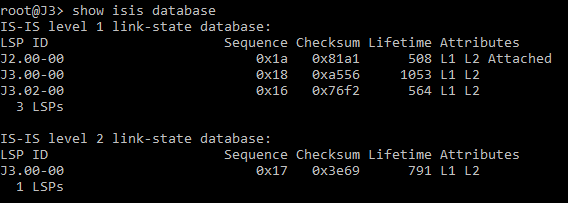 root@J3> show isis database
IS-IS level 1 link-state database:
LSP ID Sequence Checksum Lifetime Attributes
J2.00-00 0x1a 0x81a1 508 L1 L2 Attached
J3.00-00 0x18 0xa556 1053 L1 L2
J3.02-00 0x16 0x76f2 564 L1 L2
3 LSPs
IS-IS level 2 link-state database:
LSP ID Sequence Checksum Lifetime Attributes
J3.00-00 0x17 0x3e69 791 L1 L2
1 LSPs